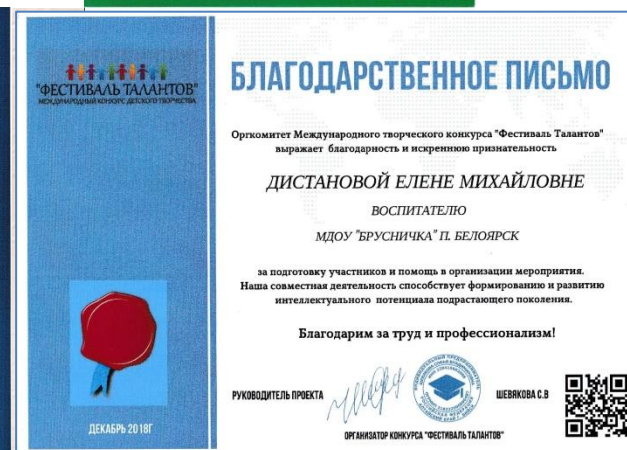 "ФЕСТИВАЛЬ ТАЛАНТОВ"
МЕЖДУНАРОДНЫЙ КОНКУРС ДЕТСКОГО ТВОРЧЕСТВА
БЛАГОДАРСТВЕННОЕ ПИСЬМО
Оргкомитет Международного творческого конкурса "Фестиваль Талантов"
выражает благодарность и искреннюю признательность
ДИСТАНОВОЙ ЕЛЕНЕ МИХАЙЛОВНЕ
ВОСПИТАТЕЛЮ
МДОУ "БРУСНИЧКА" П. БЕЛОЯРСК
за подготовку участников и помощь в организации мероприятия.
Наша совместная деятельность способствует формированию и развитию
интеллектуального потенциала подрастающего поколения.
Благодарим за труд и профессионализм!
РУКОВОДИТЕЛЬ ПРОЕКТА
ШЕВЯКОВА С.В
ОРГАНИЗАТОР КОНКУРСА "ФЕСТИВАЛЬ ТАЛАНТОВ"
ДЕКАБРЬ 2018Г